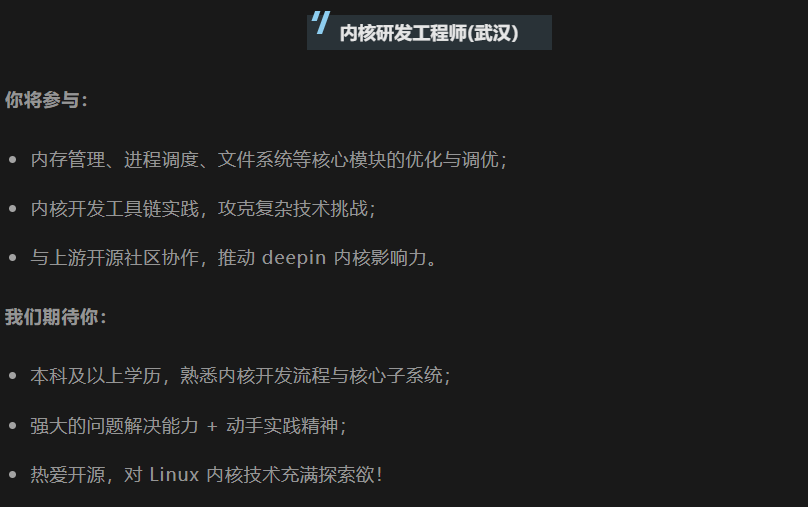 内核研发工程师(武汉)
你将参与：
内存管理、进程调度、文件系统等核心模块的优化与调优；
内核开发工具链实践，攻克复杂技术挑战；
与上游开源社区协作，推动 deepin 内核影响力。
我们期待你：
本科及以上学历，熟悉内核开发流程与核心子系统；
强大的问题解决能力 + 动手实践精神；
热爱开源，对 Linux 内核技术充满探索欲！